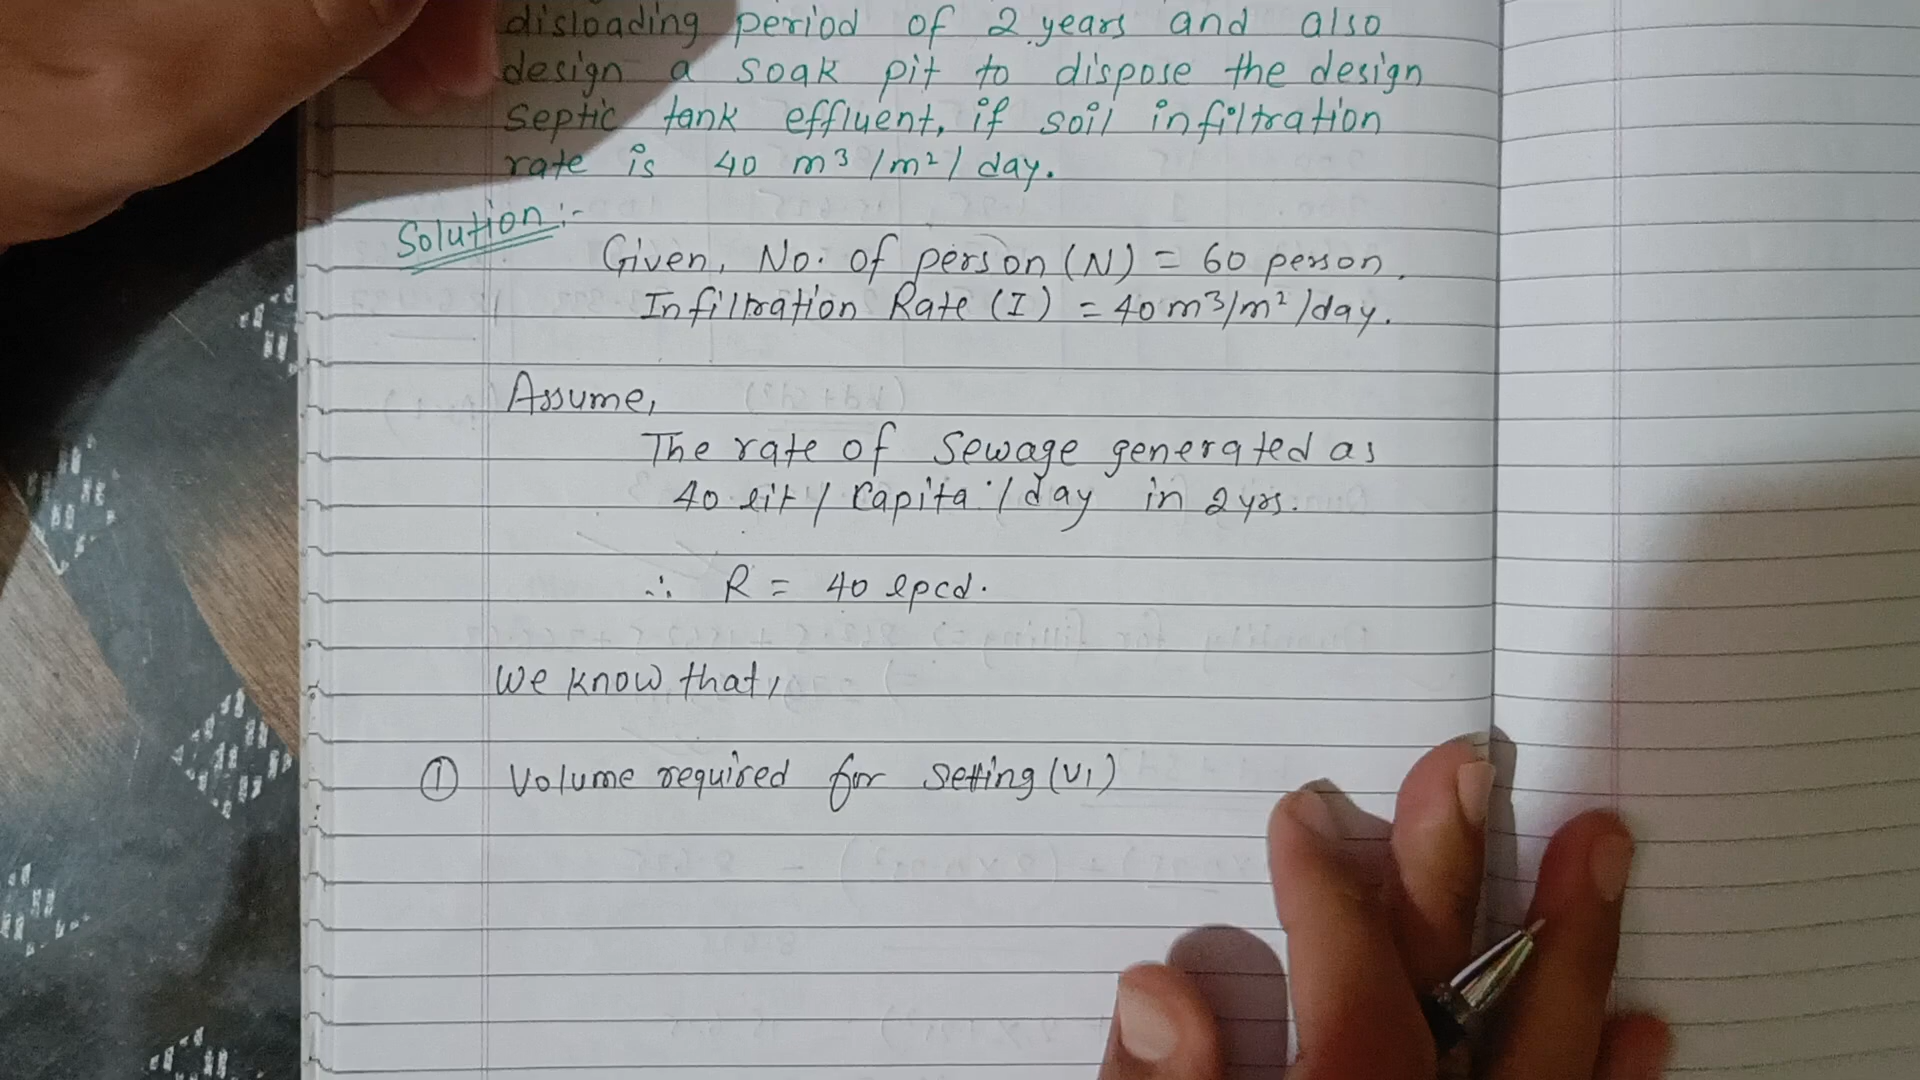 disloading period of 2 years and also
design a soak pit to dispose the design
septic tank effluent, if soil infiltration
rate is 40 m³/m²/day.
Solution:-
Given, No. of person (N) = 60 person.
Infiltration Rate (I) = 40 m³/m²/day.
Assume,
The rate of sewage generated as
40 lit / capita / day in 2 yrs.
∴ R = 40 lpcd.
We know that,
① Volume required for setting (V1)